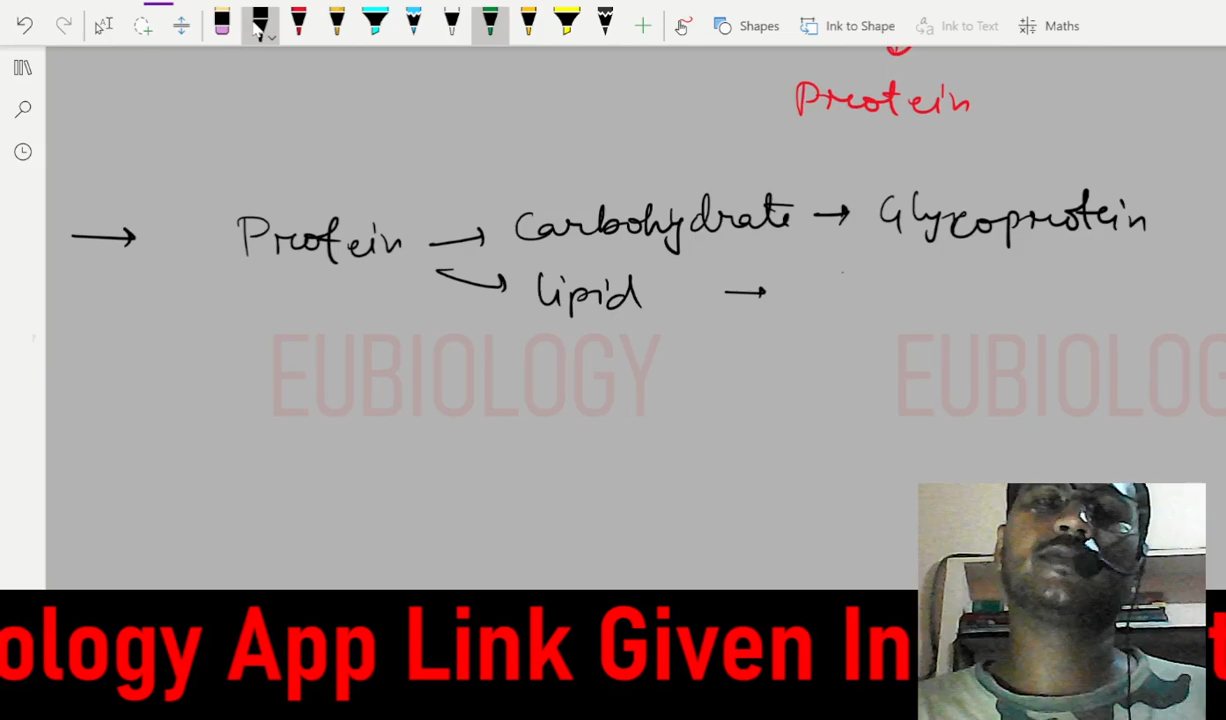 Shapes Ink to Shape Ink to Text Maths
Protein
→ Protein → Carbohydrate → Glycoprotein
lipid →
EUBIOLOGY EUBIOLOG
ology App Link Given In